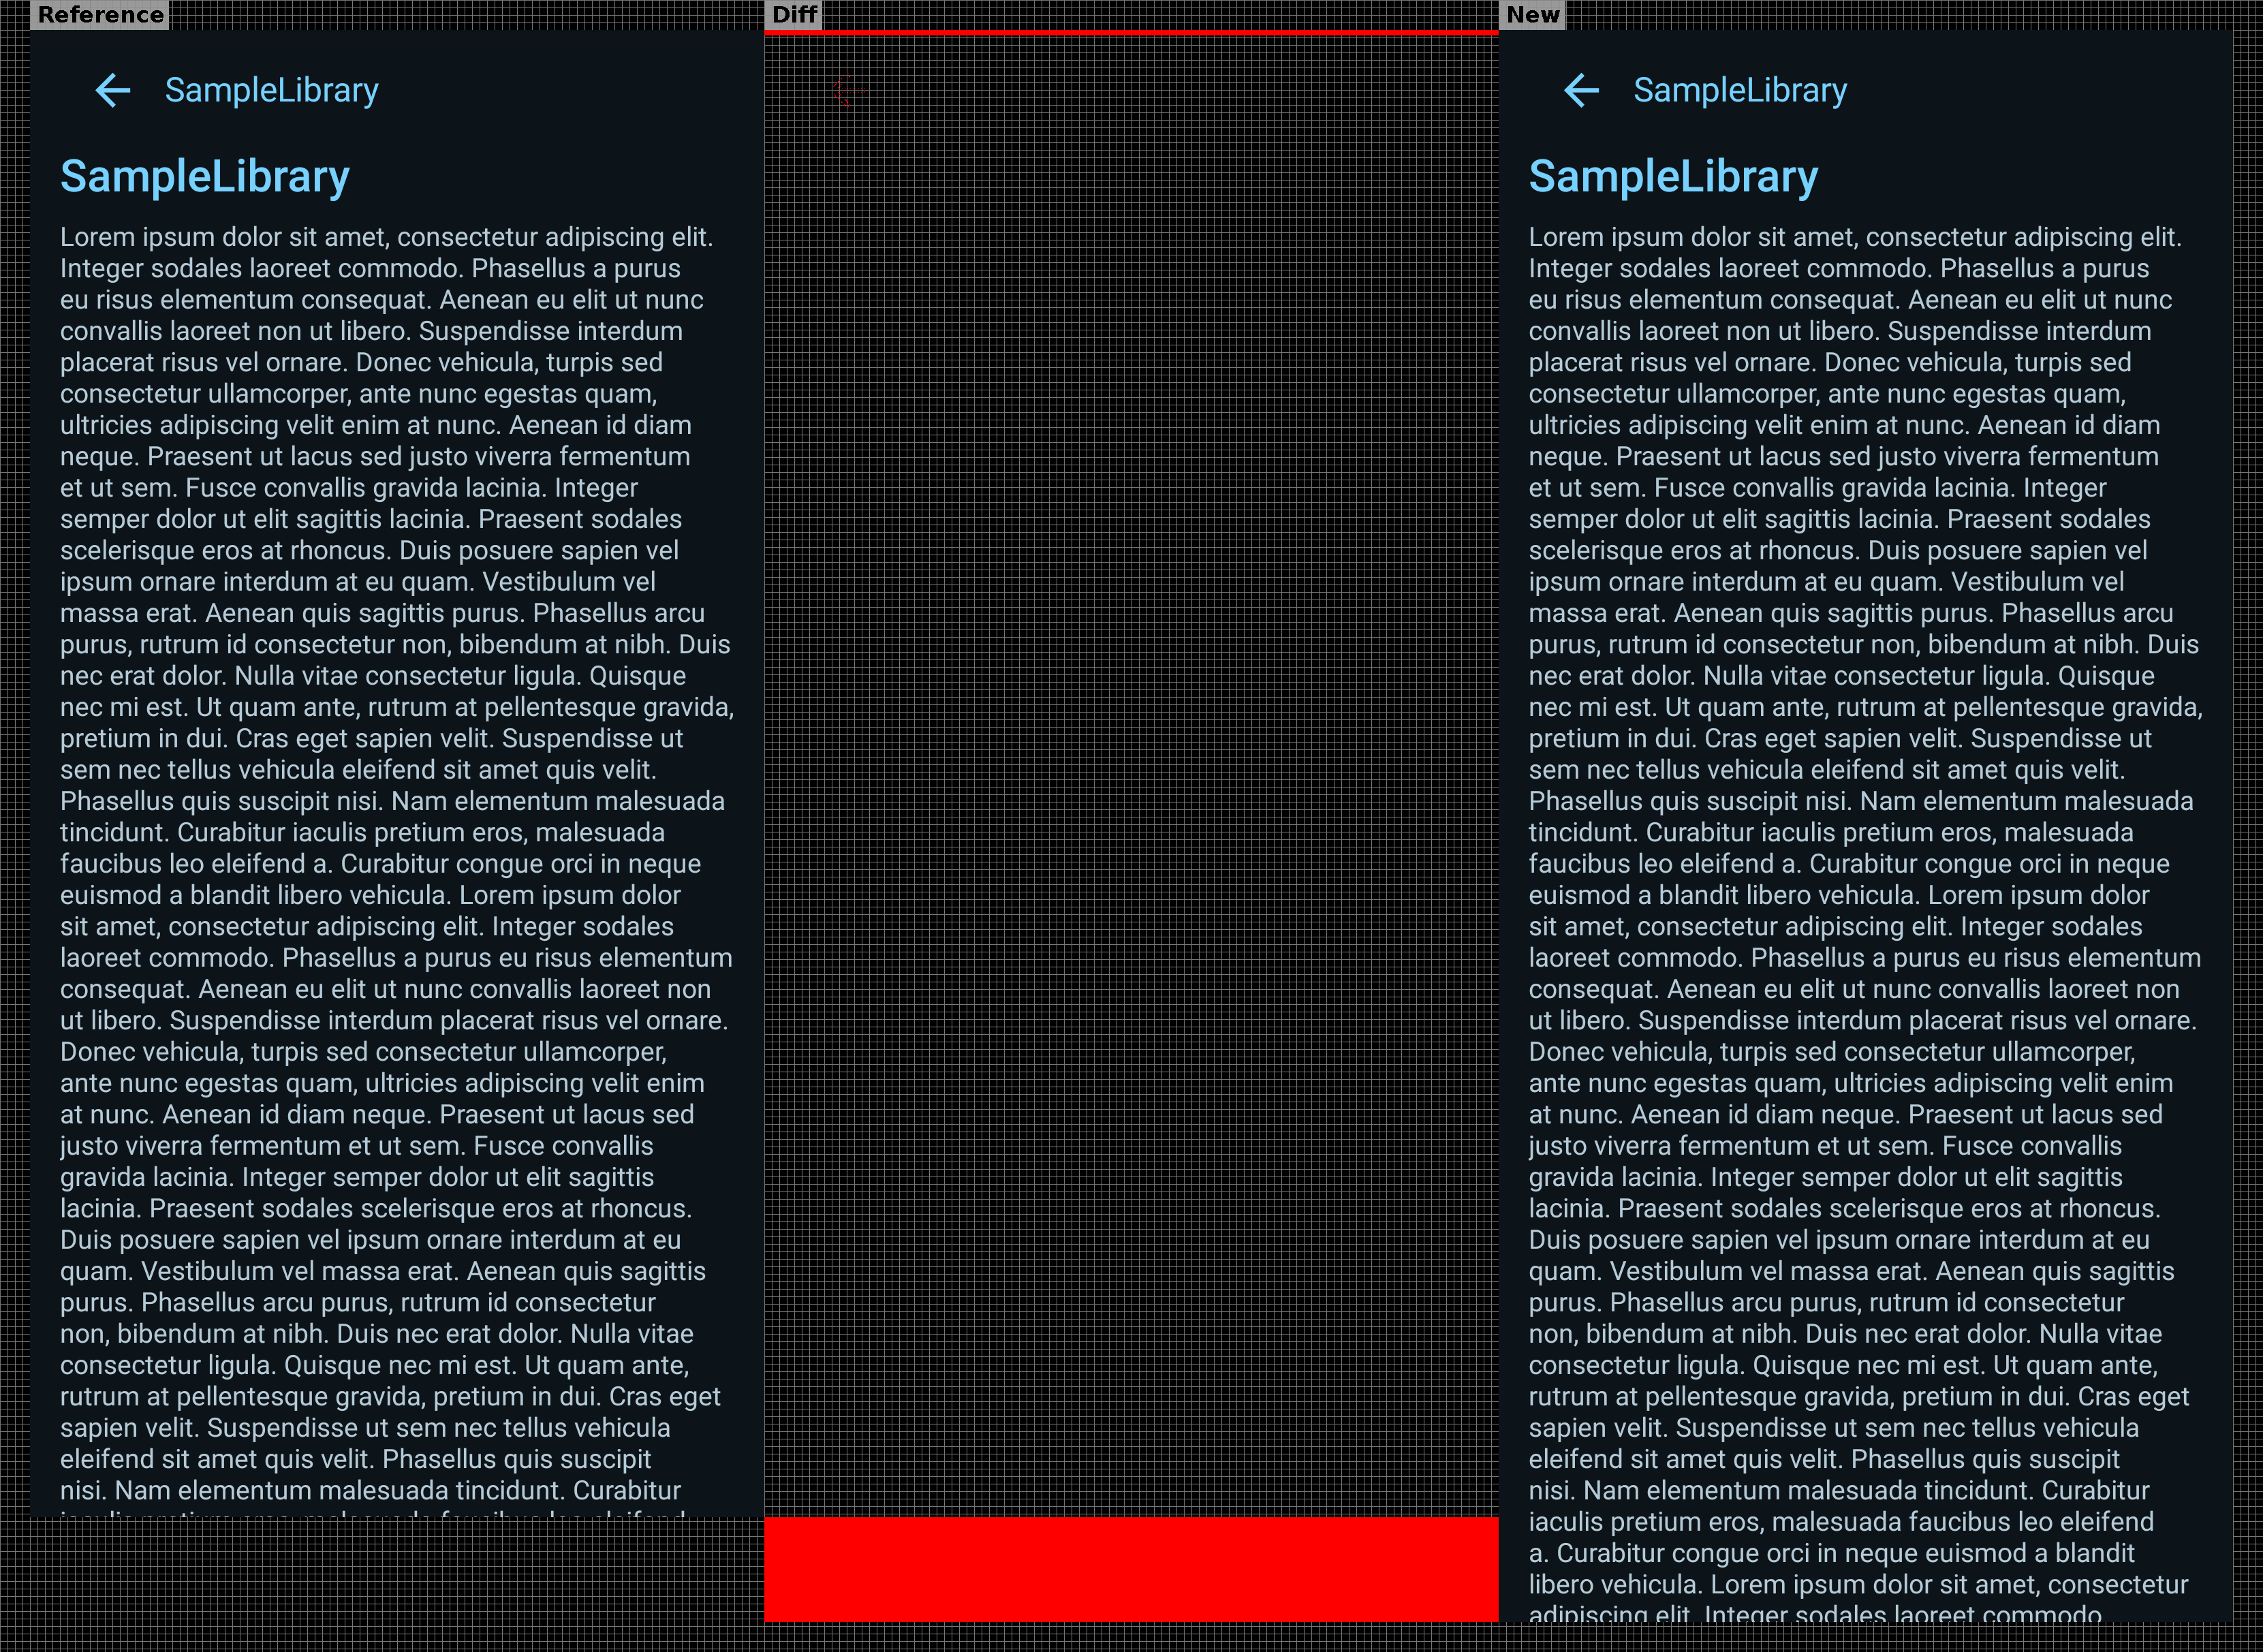 Reference
SampleLibrary
SampleLibrary
Lorem ipsum dolor sit amet, consectetur adipiscing elit.
Integer sodales laoreet commodo. Phasellus a purus
eu risus elementum consequat. Aenean eu elit ut nunc
convallis laoreet non ut libero. Suspendisse interdum
placerat risus vel ornare. Donec vehicula, turpis sed
consectetur ullamcorper, ante nunc egestas quam,
ultricies adipiscing velit enim at nunc. Aenean id diam
neque. Praesent ut lacus sed justo viverra fermentum
et ut sem. Fusce convallis gravida lacinia. Integer
semper dolor ut elit sagittis lacinia. Praesent sodales
scelerisque eros at rhoncus. Duis posuere sapien vel
ipsum ornare interdum at eu quam. Vestibulum vel
massa erat. Aenean quis sagittis purus. Phasellus arcu
purus, rutrum id consectetur non, bibendum at nibh. Duis
nec erat dolor. Nulla vitae consectetur ligula. Quisque
nec mi est. Ut quam ante, rutrum at pellentesque gravida,
pretium in dui. Cras eget sapien velit. Suspendisse ut
sem nec tellus vehicula eleifend sit amet quis velit.
Phasellus quis suscipit nisi. Nam elementum malesuada
tincidunt. Curabitur iaculis pretium eros, malesuada
faucibus leo eleifend a. Curabitur congue orci in neque
euismod a blandit libero vehicula. Lorem ipsum dolor
sit amet, consectetur adipiscing elit. Integer sodales
laoreet commodo. Phasellus a purus eu risus elementum
consequat. Aenean eu elit ut nunc convallis laoreet non
ut libero. Suspendisse interdum placerat risus vel ornare.
Donec vehicula, turpis sed consectetur ullamcorper,
ante nunc egestas quam, ultricies adipiscing velit enim
at nunc. Aenean id diam neque. Praesent ut lacus sed
justo viverra fermentum et ut sem. Fusce convallis
gravida lacinia. Integer semper dolor ut elit sagittis
lacinia. Praesent sodales scelerisque eros at rhoncus.
Duis posuere sapien vel ipsum ornare interdum at eu
quam. Vestibulum vel massa erat. Aenean quis sagittis
purus. Phasellus arcu purus, rutrum id consectetur
non, bibendum at nibh. Duis nec erat dolor. Nulla vitae
consectetur ligula. Quisque nec mi est. Ut quam ante,
rutrum at pellentesque gravida, pretium in dui. Cras eget
sapien velit. Suspendisse ut sem nec tellus vehicula
eleifend sit amet quis velit. Phasellus quis suscipit
nisi. Nam elementum malesuada tincidunt. Curabitur
Diff
New
SampleLibrary
SampleLibrary
Lorem ipsum dolor sit amet, consectetur adipiscing elit.
Integer sodales laoreet commodo. Phasellus a purus
eu risus elementum consequat. Aenean eu elit ut nunc
convallis laoreet non ut libero. Suspendisse interdum
placerat risus vel ornare. Donec vehicula, turpis sed
consectetur ullamcorper, ante nunc egestas quam,
ultricies adipiscing velit enim at nunc. Aenean id diam
neque. Praesent ut lacus sed justo viverra fermentum
et ut sem. Fusce convallis gravida lacinia. Integer
semper dolor ut elit sagittis lacinia. Praesent sodales
scelerisque eros at rhoncus. Duis posuere sapien vel
ipsum ornare interdum at eu quam. Vestibulum vel
massa erat. Aenean quis sagittis purus. Phasellus arcu
purus, rutrum id consectetur non, bibendum at nibh. Duis
nec erat dolor. Nulla vitae consectetur ligula. Quisque
nec mi est. Ut quam ante, rutrum at pellentesque gravida,
pretium in dui. Cras eget sapien velit. Suspendisse ut
sem nec tellus vehicula eleifend sit amet quis velit.
Phasellus quis suscipit nisi. Nam elementum malesuada
tincidunt. Curabitur iaculis pretium eros, malesuada
faucibus leo eleifend a. Curabitur congue orci in neque
euismod a blandit libero vehicula. Lorem ipsum dolor
sit amet, consectetur adipiscing elit. Integer sodales
laoreet commodo. Phasellus a purus eu risus elementum
consequat. Aenean eu elit ut nunc convallis laoreet non
ut libero. Suspendisse interdum placerat risus vel ornare.
Donec vehicula, turpis sed consectetur ullamcorper,
ante nunc egestas quam, ultricies adipiscing velit enim
at nunc. Aenean id diam neque. Praesent ut lacus sed
justo viverra fermentum et ut sem. Fusce convallis
gravida lacinia. Integer semper dolor ut elit sagittis
lacinia. Praesent sodales scelerisque eros at rhoncus.
Duis posuere sapien vel ipsum ornare interdum at eu
quam. Vestibulum vel massa erat. Aenean quis sagittis
purus. Phasellus arcu purus, rutrum id consectetur
non, bibendum at nibh. Duis nec erat dolor. Nulla vitae
consectetur ligula. Quisque nec mi est. Ut quam ante,
rutrum at pellentesque gravida, pretium in dui. Cras eget
sapien velit. Suspendisse ut sem nec tellus vehicula
eleifend sit amet quis velit. Phasellus quis suscipit
nisi. Nam elementum malesuada tincidunt. Curabitur
iaculis pretium eros, malesuada faucibus leo eleifend
a. Curabitur congue orci in neque euismod a blandit
libero vehicula. Lorem ipsum dolor sit amet, consectetur
adipiscing elit. Integer sodales laoreet commodo